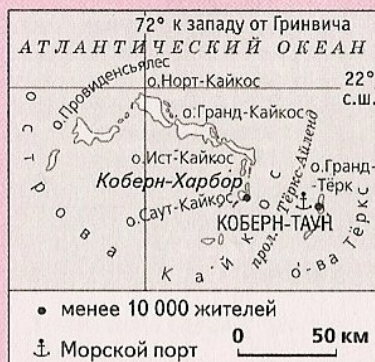 72° к западу от Гринвича
АТЛАНТИЧЕСКИЙ ОКЕАН
22°
с.ш.
о.Провиденсьялес
о.Норт-Кайкос
о.Гранд-Кайкос
о.Ист-Кайкос
Коберн-Харбор
о.Саут-Кайкос
прол. Тёркс-Айленд
о.Гранд-
-Тёрк
КОБЕРН-ТАУН
острова Кайкос
о-ва Тёркс
менее 10 000 жителей
Морской порт
0 50 км